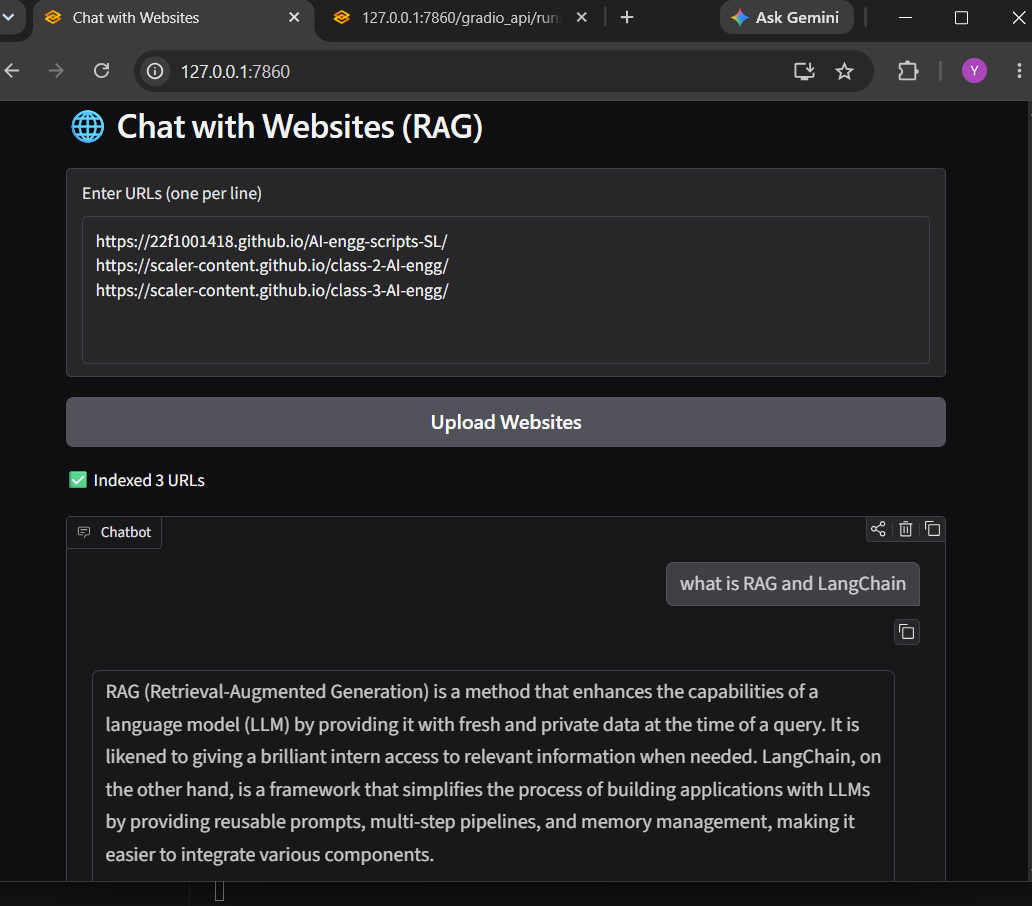 Chat with Websites
127.0.0.1:7860/gradio_api/run
Ask Gemini
127.0.0.1:7860
Y
Chat with Websites (RAG)
Enter URLs (one per line)
https://22f1001418.github.io/AI-engg-scripts-SL/
https://scaler-content.github.io/class-2-AI-engg/
https://scaler-content.github.io/class-3-AI-engg/
Upload Websites
Indexed 3 URLs
Chatbot
what is RAG and LangChain
RAG (Retrieval-Augmented Generation) is a method that enhances the capabilities of a
language model (LLM) by providing it with fresh and private data at the time of a query. It is
likened to giving a brilliant intern access to relevant information when needed. LangChain, on
the other hand, is a framework that simplifies the process of building applications with LLMs
by providing reusable prompts, multi-step pipelines, and memory management, making it
easier to integrate various components.